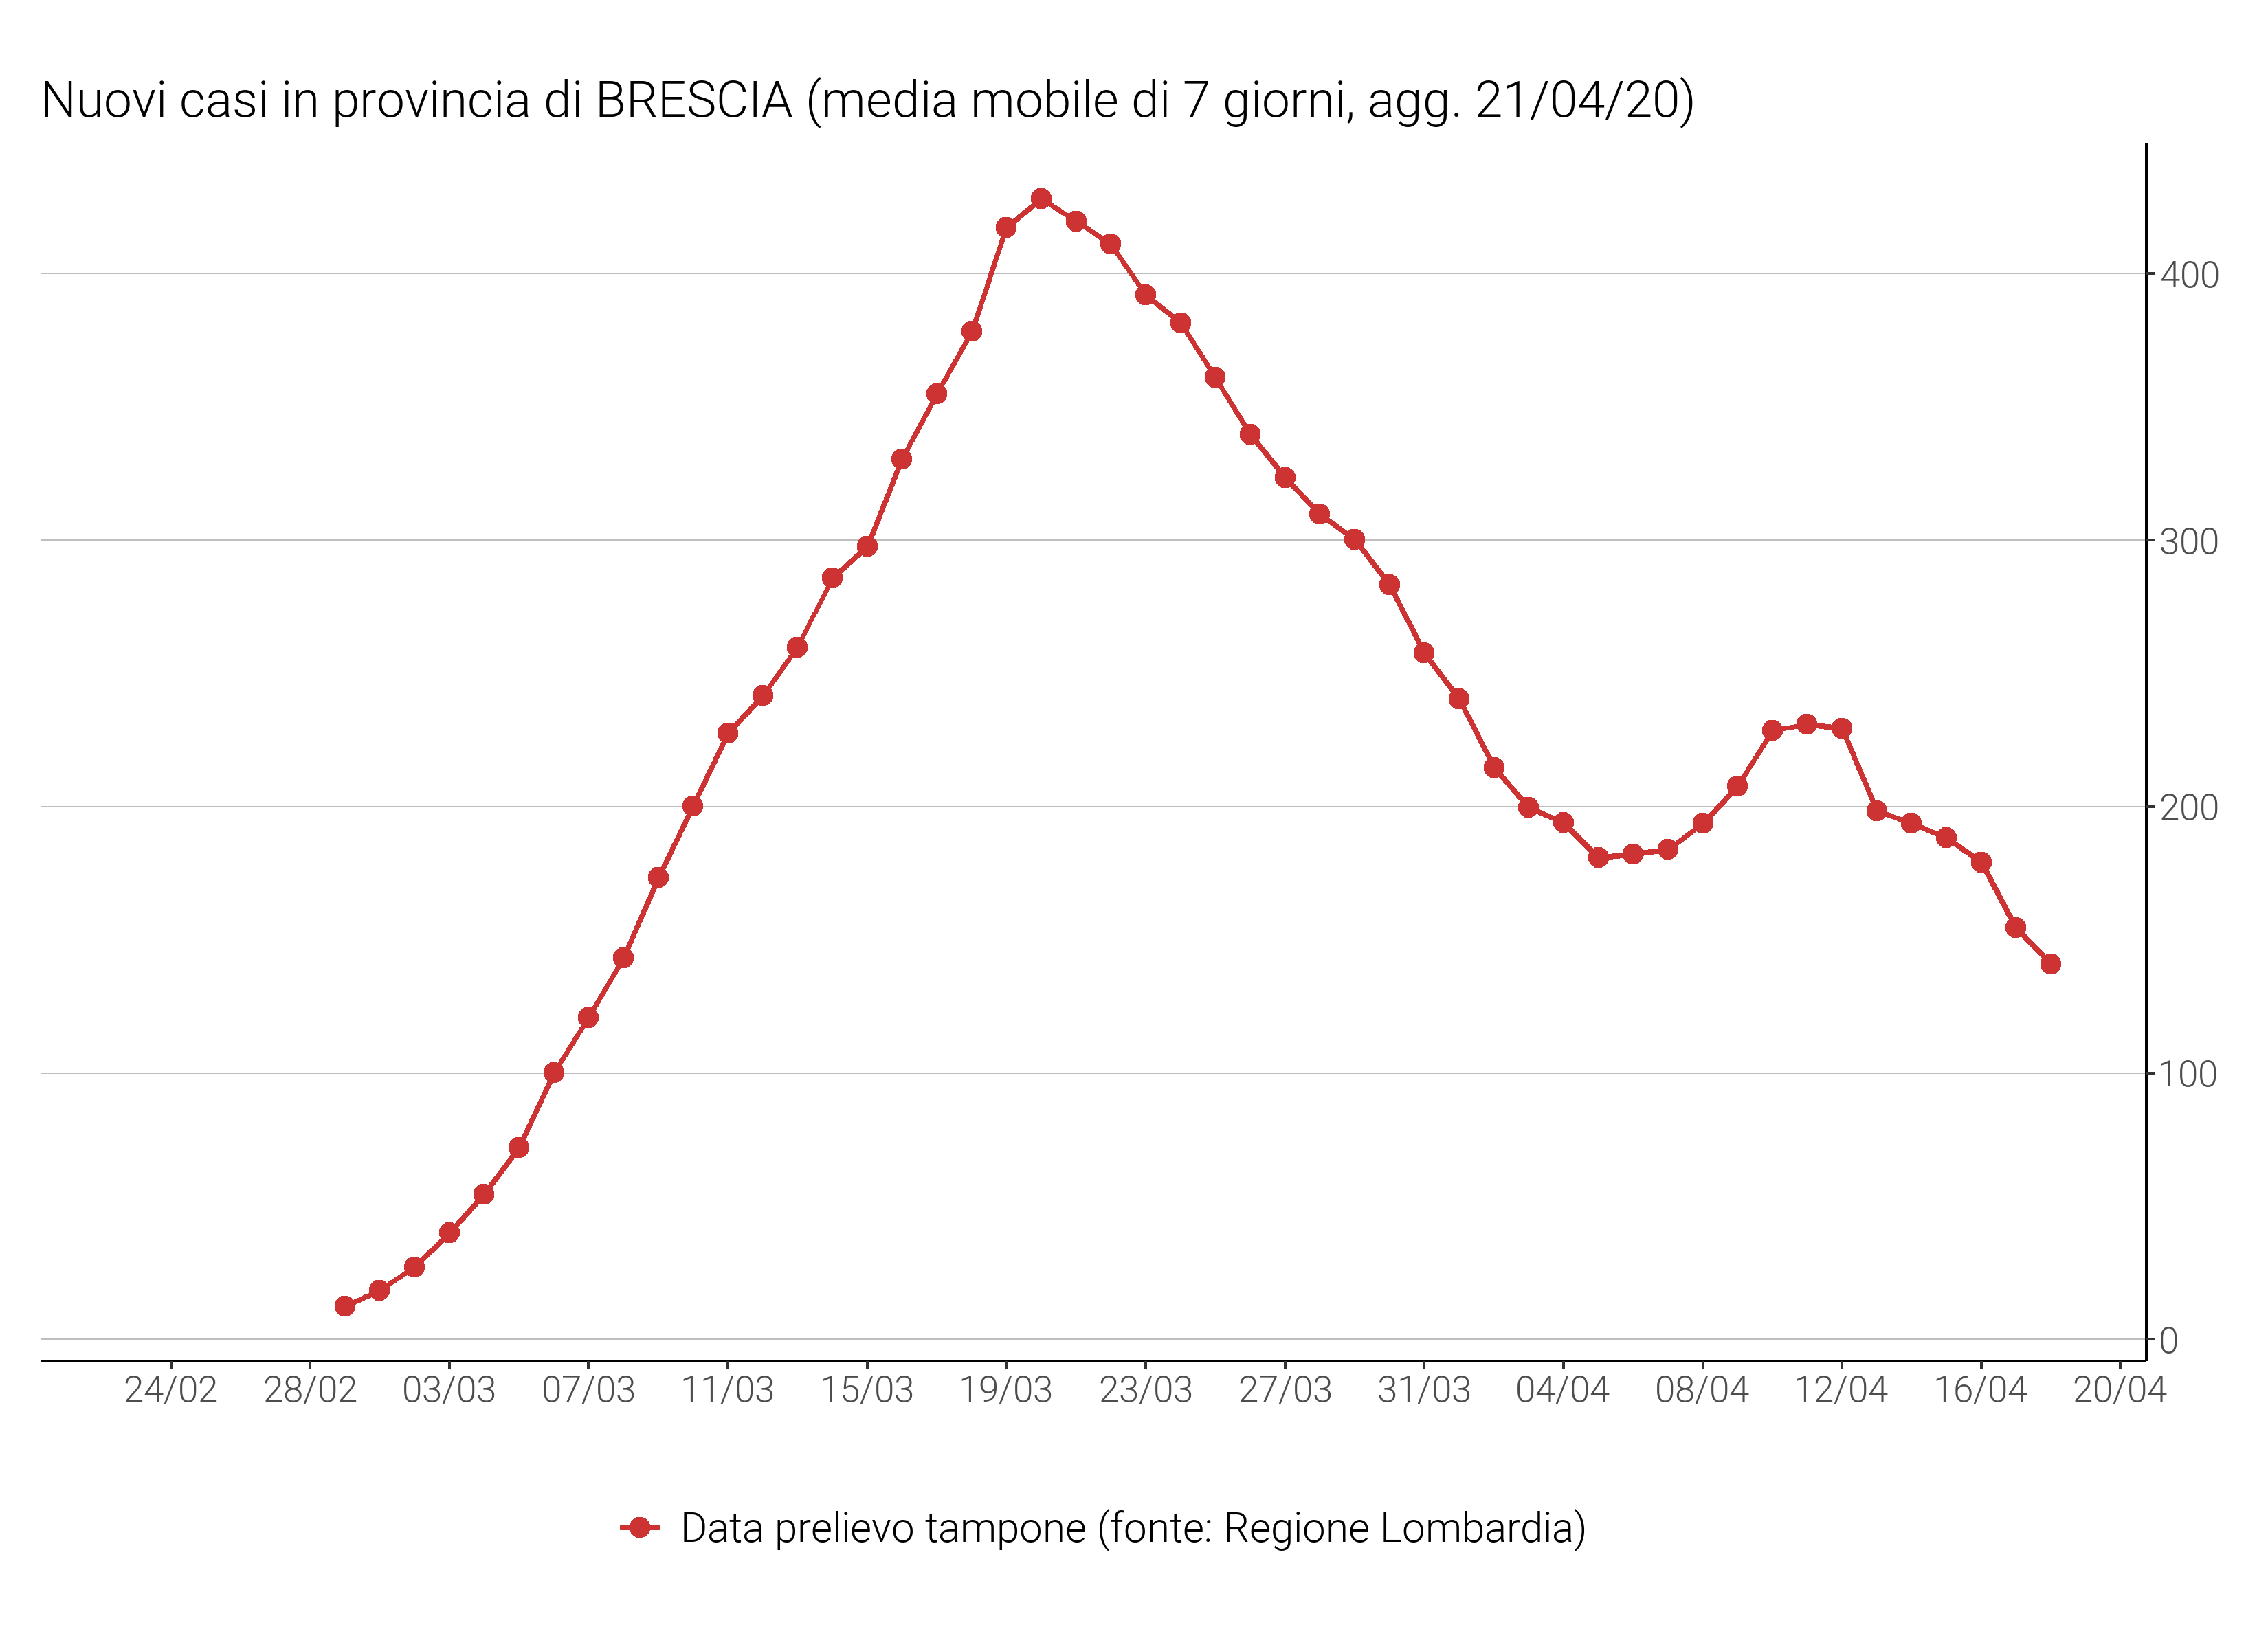 Nuovi casi in provincia di BRESCIA (media mobile di 7 giorni, agg. 21/04/20)
400
300
200
100
0
24/02 28/02 03/03 07/03 11/03 15/03 19/03 23/03 27/03 31/03 04/04 08/04 12/04 16/04 20/04
Data prelievo tampone (fonte: Regione Lombardia)